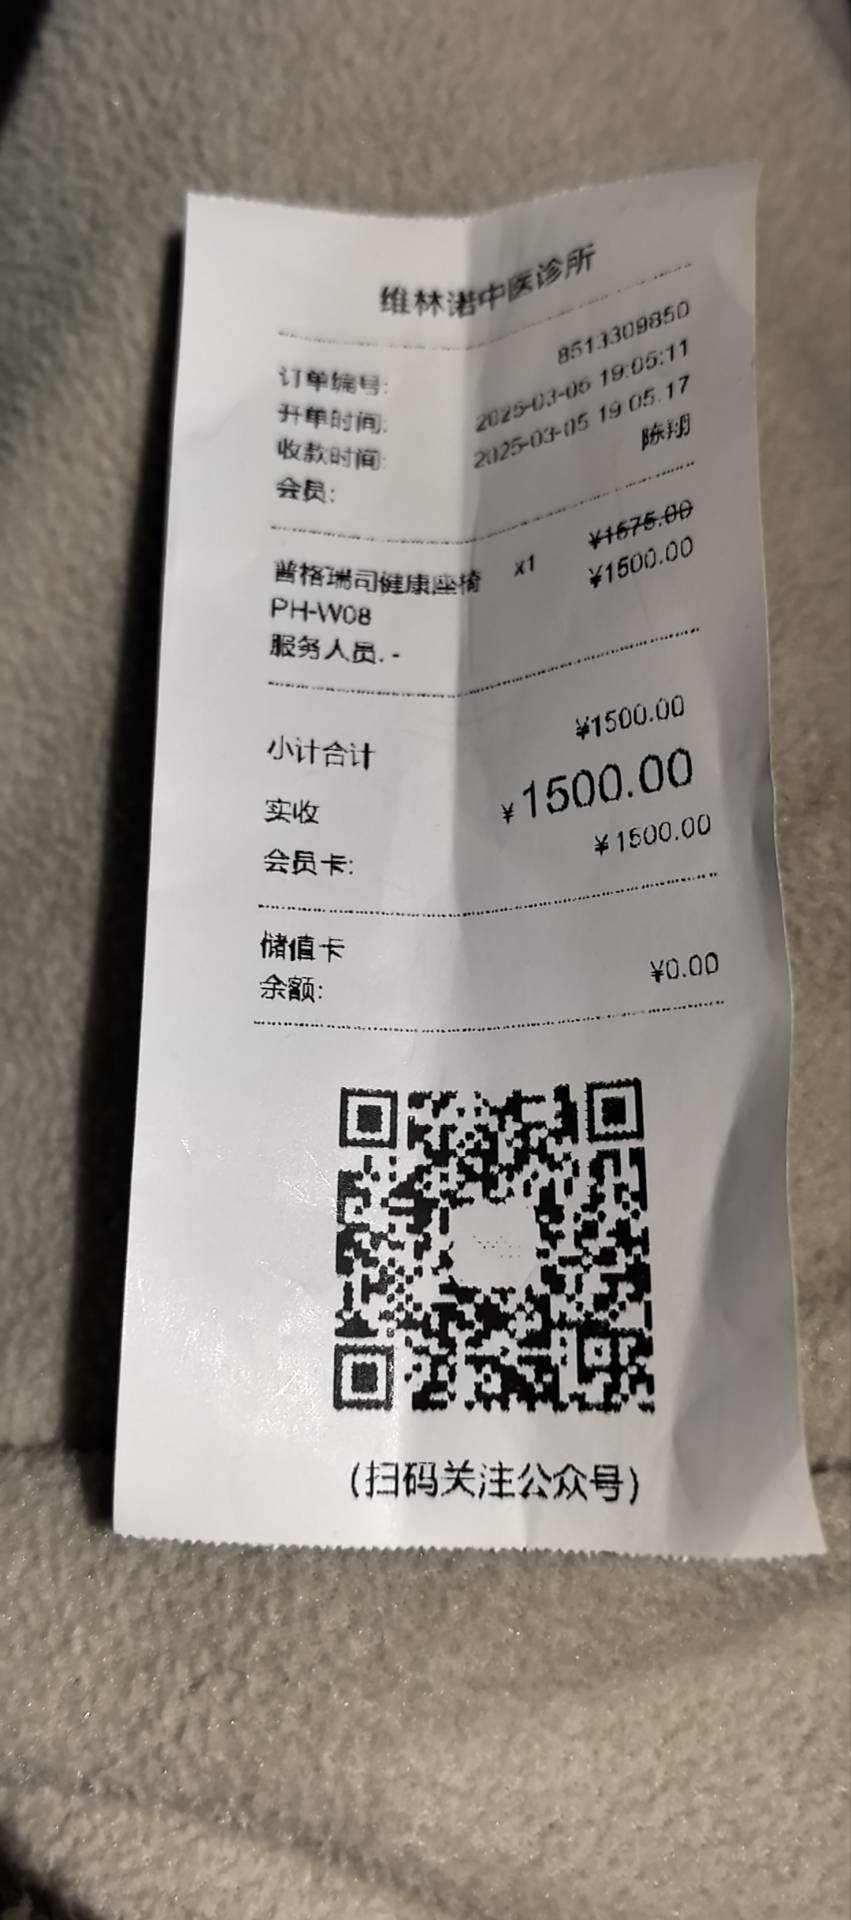 维林诺中医诊所
订单编号: 8513309850
开单时间: 2025-03-06 19:05:11
收款时间: 2025-03-05 19:05:17
会员: 陈翔
普格瑞司健康座椅 x1 ¥1675.00
PH-W08 ¥1500.00
服务人员: -
小计合计 ¥1500.00
实收 ¥1500.00
会员卡: ¥1500.00
储值卡
余额: ¥0.00
(扫码关注公众号)